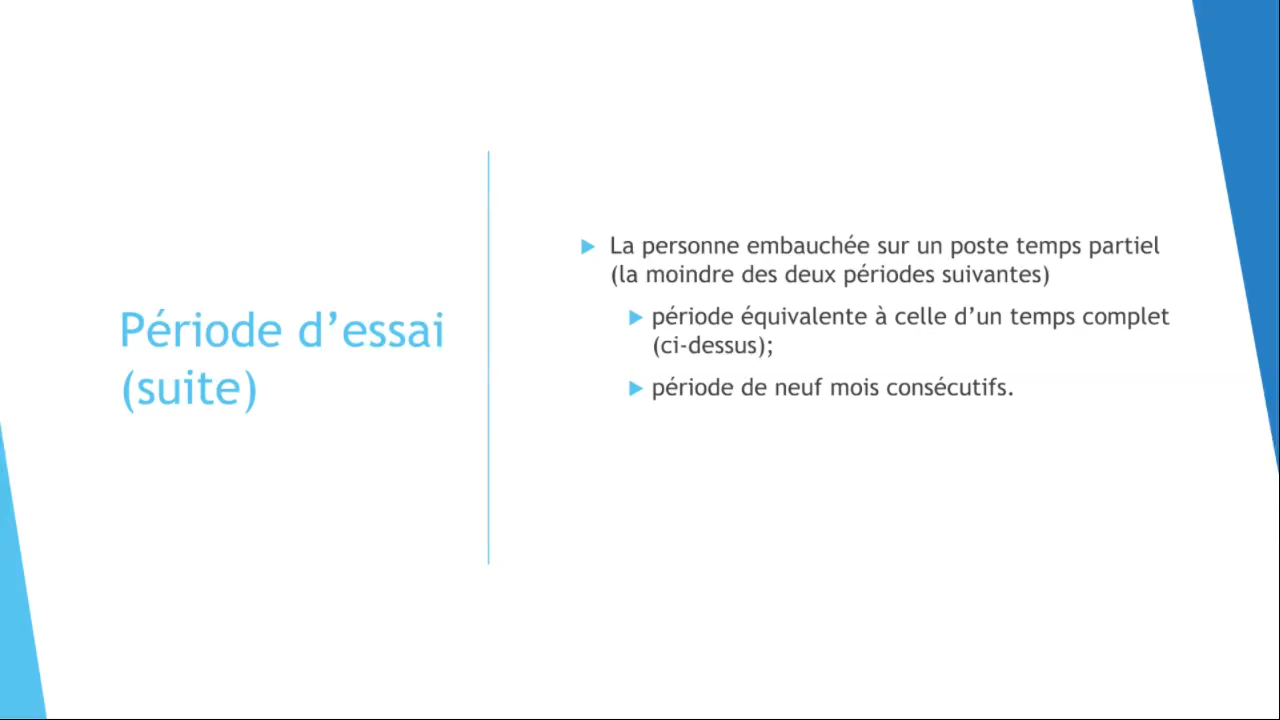 Période d’essai
(suite)
La personne embauchée sur un poste temps partiel
(la moindre des deux périodes suivantes)
période équivalente à celle d’un temps complet
(ci-dessus);
période de neuf mois consécutifs.